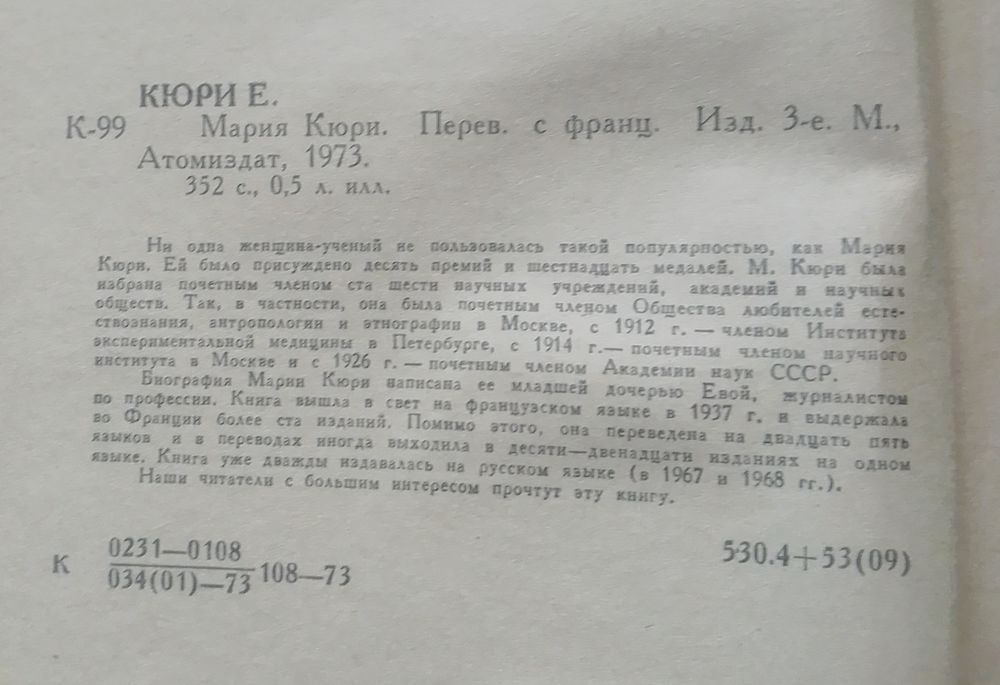 КЮРИ Е.
К-99 Мария Кюри. Перев. с франц. Изд. 3-е. М.,
Атомиздат, 1973.
352 с., 0,5 л. илл.
Ни одна женщина-ученый не пользовалась такой популярностью, как Мария
Кюри. Ей было присуждено десять премий и шестнадцать медалей. М. Кюри была
избрана почетным членом ста шести научных учреждений, академий и научных
обществ. Так, в частности, она была почетным членом Общества любителей есте-
ствознания, антропологии и этнографии в Москве, с 1912 г. — членом Института
экспериментальной медицины в Петербурге, с 1914 г.— почетным членом научного
института в Москве и с 1926 г. — почетным членом Академии наук СССР.
Биография Марии Кюри написана ее младшей дочерью Евой, журналистом
по профессии. Книга вышла в свет на французском языке в 1937 г. и выдержала
во Франции более ста изданий. Помимо этого, она переведена на двадцать пять
языков и в переводах иногда выходила в десяти—двенадцати изданиях на одном
языке. Книга уже дважды издавалась на русском языке (в 1967 и 1968 гг.).
Наши читатели с большим интересом прочтут эту книгу.
0231—0108
К 034(01)—73 108—73 530.4+53(09)